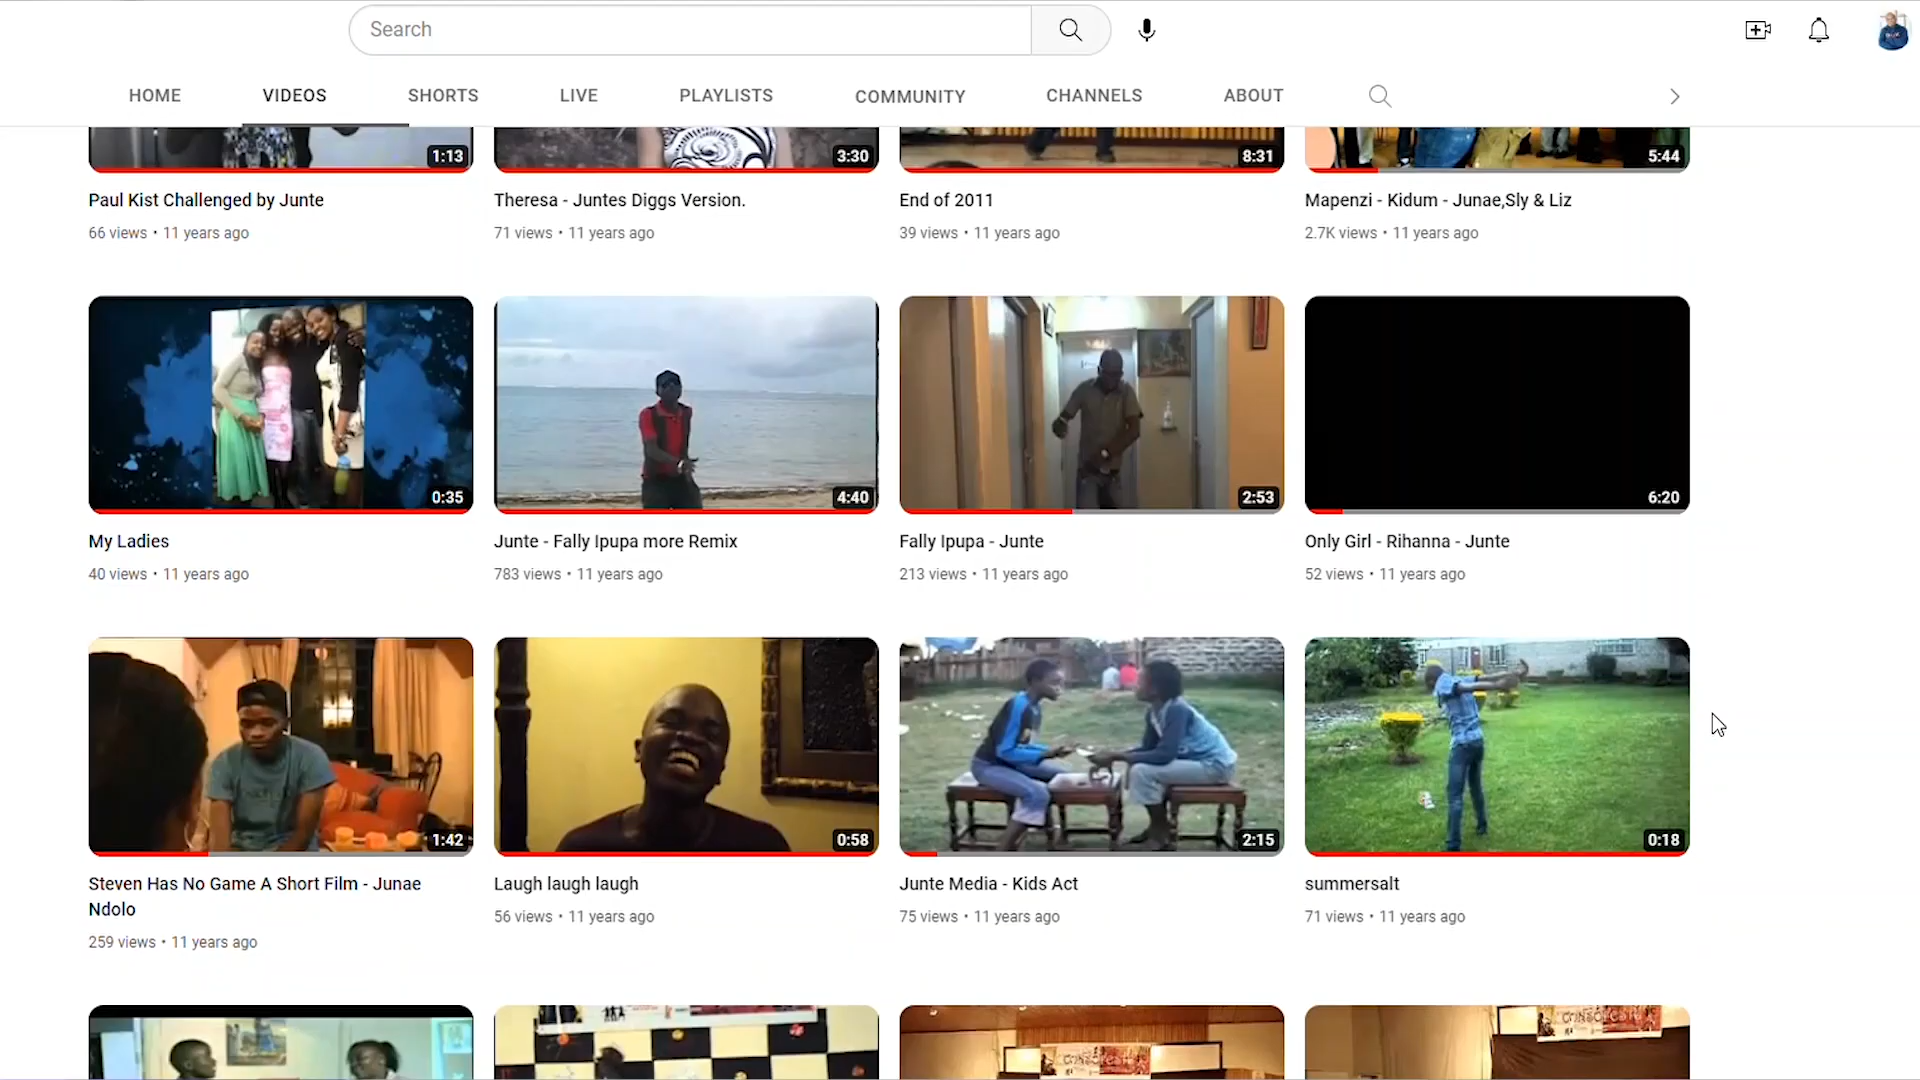 Search
HOME VIDEOS SHORTS LIVE PLAYLISTS COMMUNITY CHANNELS ABOUT
1:13 3:30 8:31 5:44
Paul Kist Challenged by Junte
66 views • 11 years ago
Theresa - Juntes Diggs Version.
71 views • 11 years ago
End of 2011
39 views • 11 years ago
Mapenzi - Kidum - Junae,Sly & Liz
2.7K views • 11 years ago
0:35 4:40 2:53 6:20
My Ladies
40 views • 11 years ago
Junte - Fally Ipupa more Remix
783 views • 11 years ago
Fally Ipupa - Junte
213 views • 11 years ago
Only Girl - Rihanna - Junte
52 views • 11 years ago
1:42 0:58 2:15 0:18
Steven Has No Game A Short Film - Junae
Ndolo
259 views • 11 years ago
Laugh laugh laugh
56 views • 11 years ago
Junte Media - Kids Act
75 views • 11 years ago
summersalt
71 views • 11 years ago